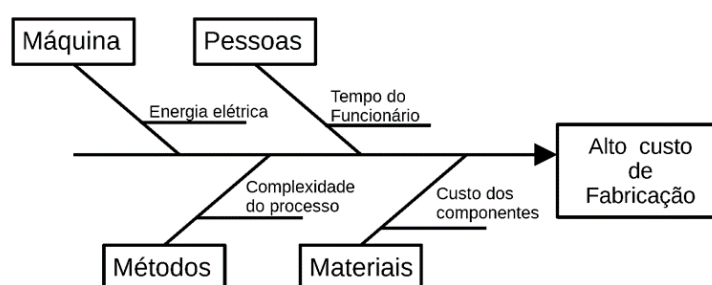 Máquina
Pessoas
Energia elétrica
Tempo do
Funcionário
Alto custo
de
Fabricação
Complexidade
do processo
Custo dos
componentes
Métodos
Materiais